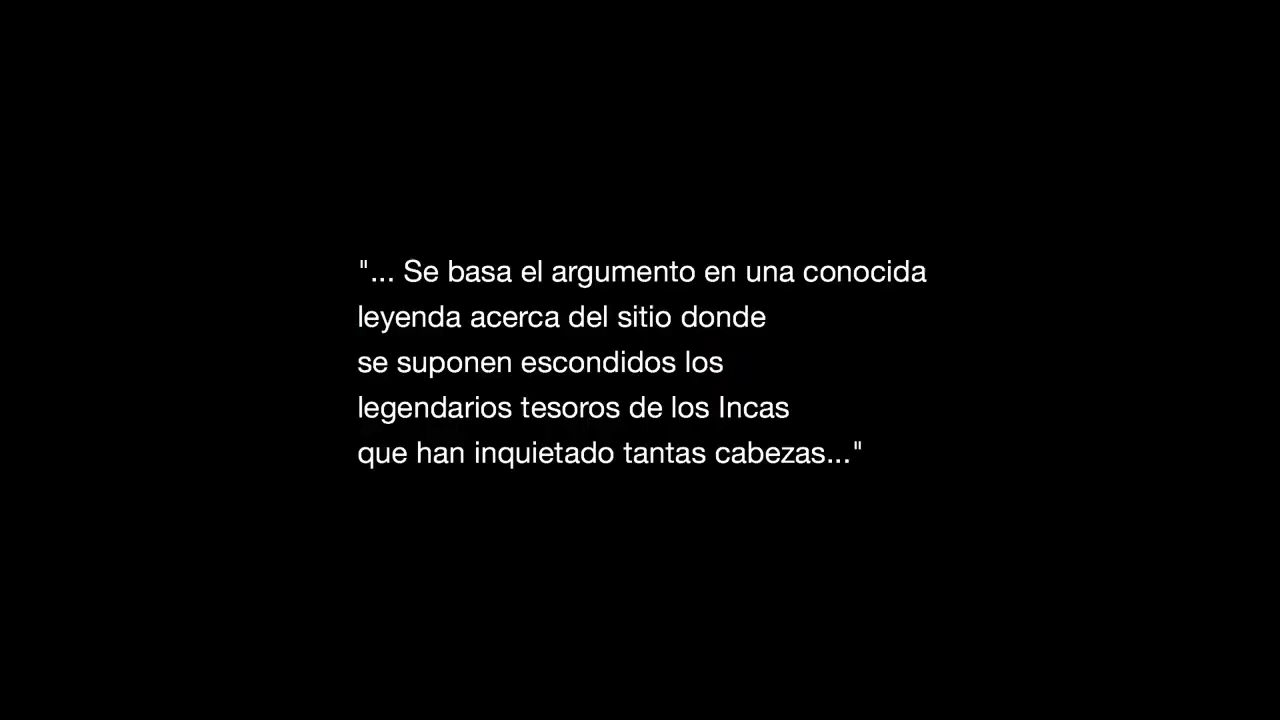 "... Se basa el argumento en una conocida
leyenda acerca del sitio donde
se suponen escondidos los
legendarios tesoros de los Incas
que han inquietado tantas cabezas..."